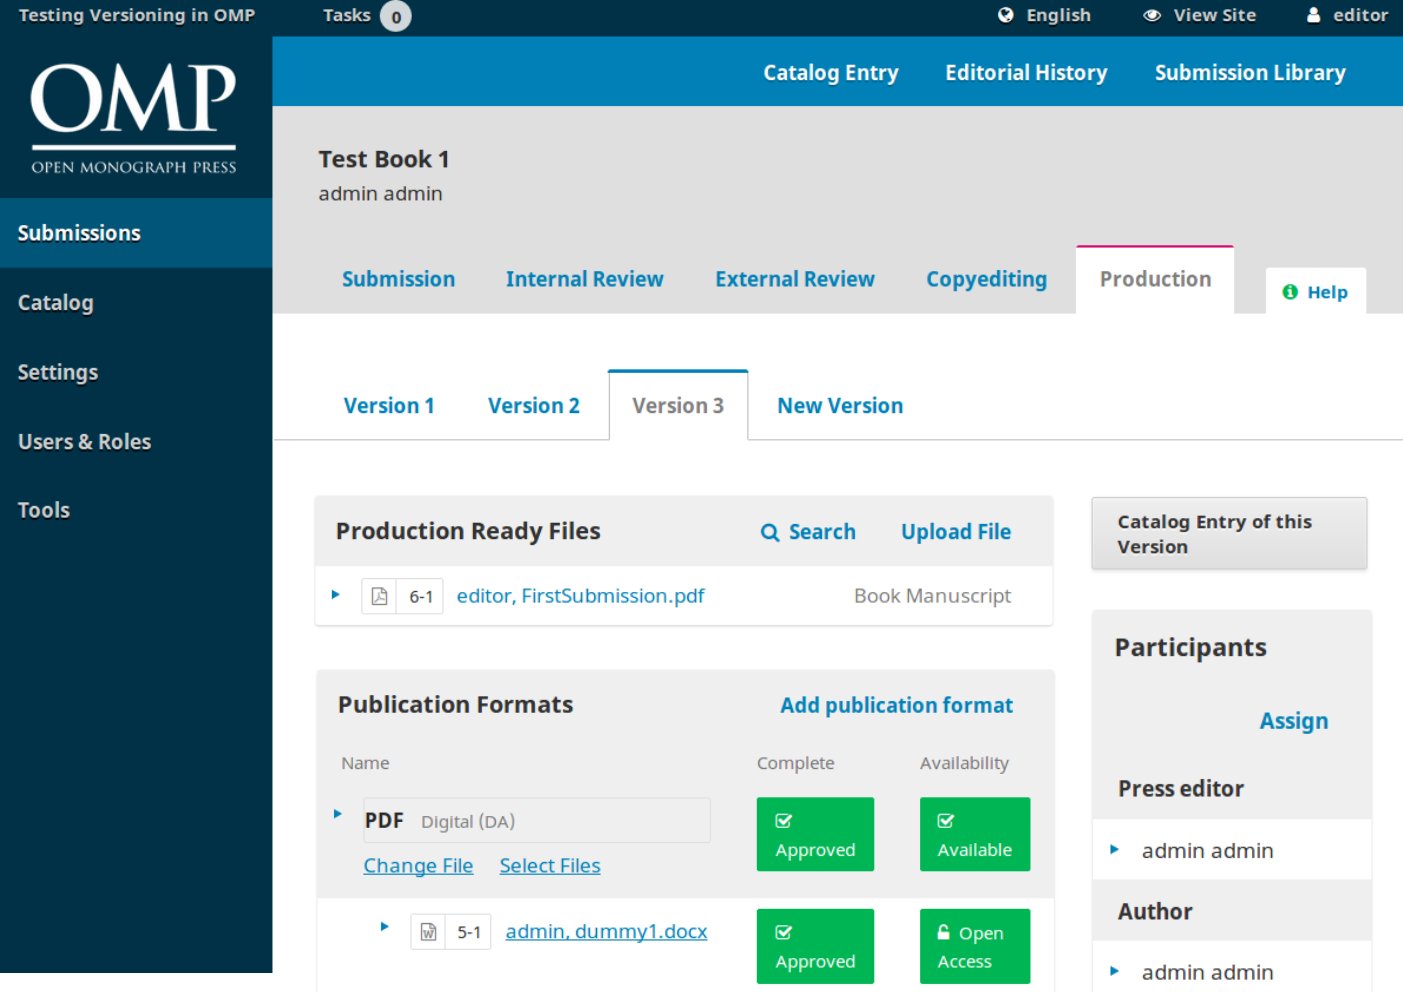 Testing Versioning in OMP Tasks 0 English View Site editor
OMP
OPEN MONOGRAPH PRESS
Catalog Entry Editorial History Submission Library
Submissions
Catalog
Settings
Users & Roles
Tools
Test Book 1
admin admin
Submission Internal Review External Review Copyediting Production Help
Version 1 Version 2 Version 3 New Version
Production Ready Files Search Upload File
6-1 editor, FirstSubmission.pdf Book Manuscript
Publication Formats Add publication format
Name Complete Availability
PDF Digital (DA)
Change File Select Files
Approved
Available
5-1 admin, dummy1.docx
Approved
Open
Access
Catalog Entry of this
Version
Participants
Assign
Press editor
admin admin
Author
admin admin